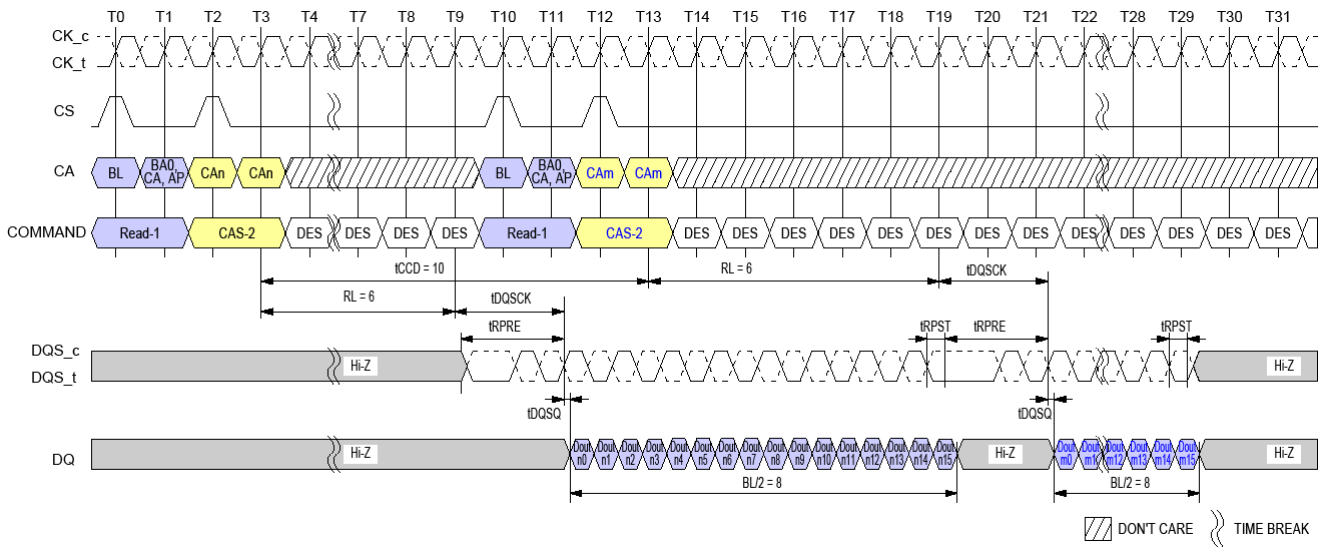 T0 T1 T2 T3 T4 T7 T8 T9 T10 T11 T12 T13 T14 T15 T16 T17 T18 T19 T20 T21 T22 T28 T29 T30 T31
CK_c
CK_t
CS
CA BL BA0, CA, AP CAn CAn BL BA0, CA, AP CAm CAm
COMMAND Read-1 CAS-2 DES DES DES DES Read-1 CAS-2 DES DES DES DES DES DES DES DES DES DES DES DES DES
tCCD = 10 RL = 6 tDQSCK
RL = 6 tDQSCK
tRPRE tRPST tRPRE tRPST
DQS_c
DQS_t
Hi-Z Hi-Z
tDQSQ tDQSQ
DQ Hi-Z Dout n0 Dout n1 Dout n2 Dout n3 Dout n4 Dout n5 Dout n6 Dout n7 Dout n8 Dout n9 Dout n10 Dout n11 Dout n12 Dout n13 Dout n14 Dout n15 Hi-Z Dout m0 Dout Dout m12 Dout m13 Dout m14 Dout m15 Hi-Z
BL/2 = 8 BL/2 = 8
DON'T CARE TIME BREAK